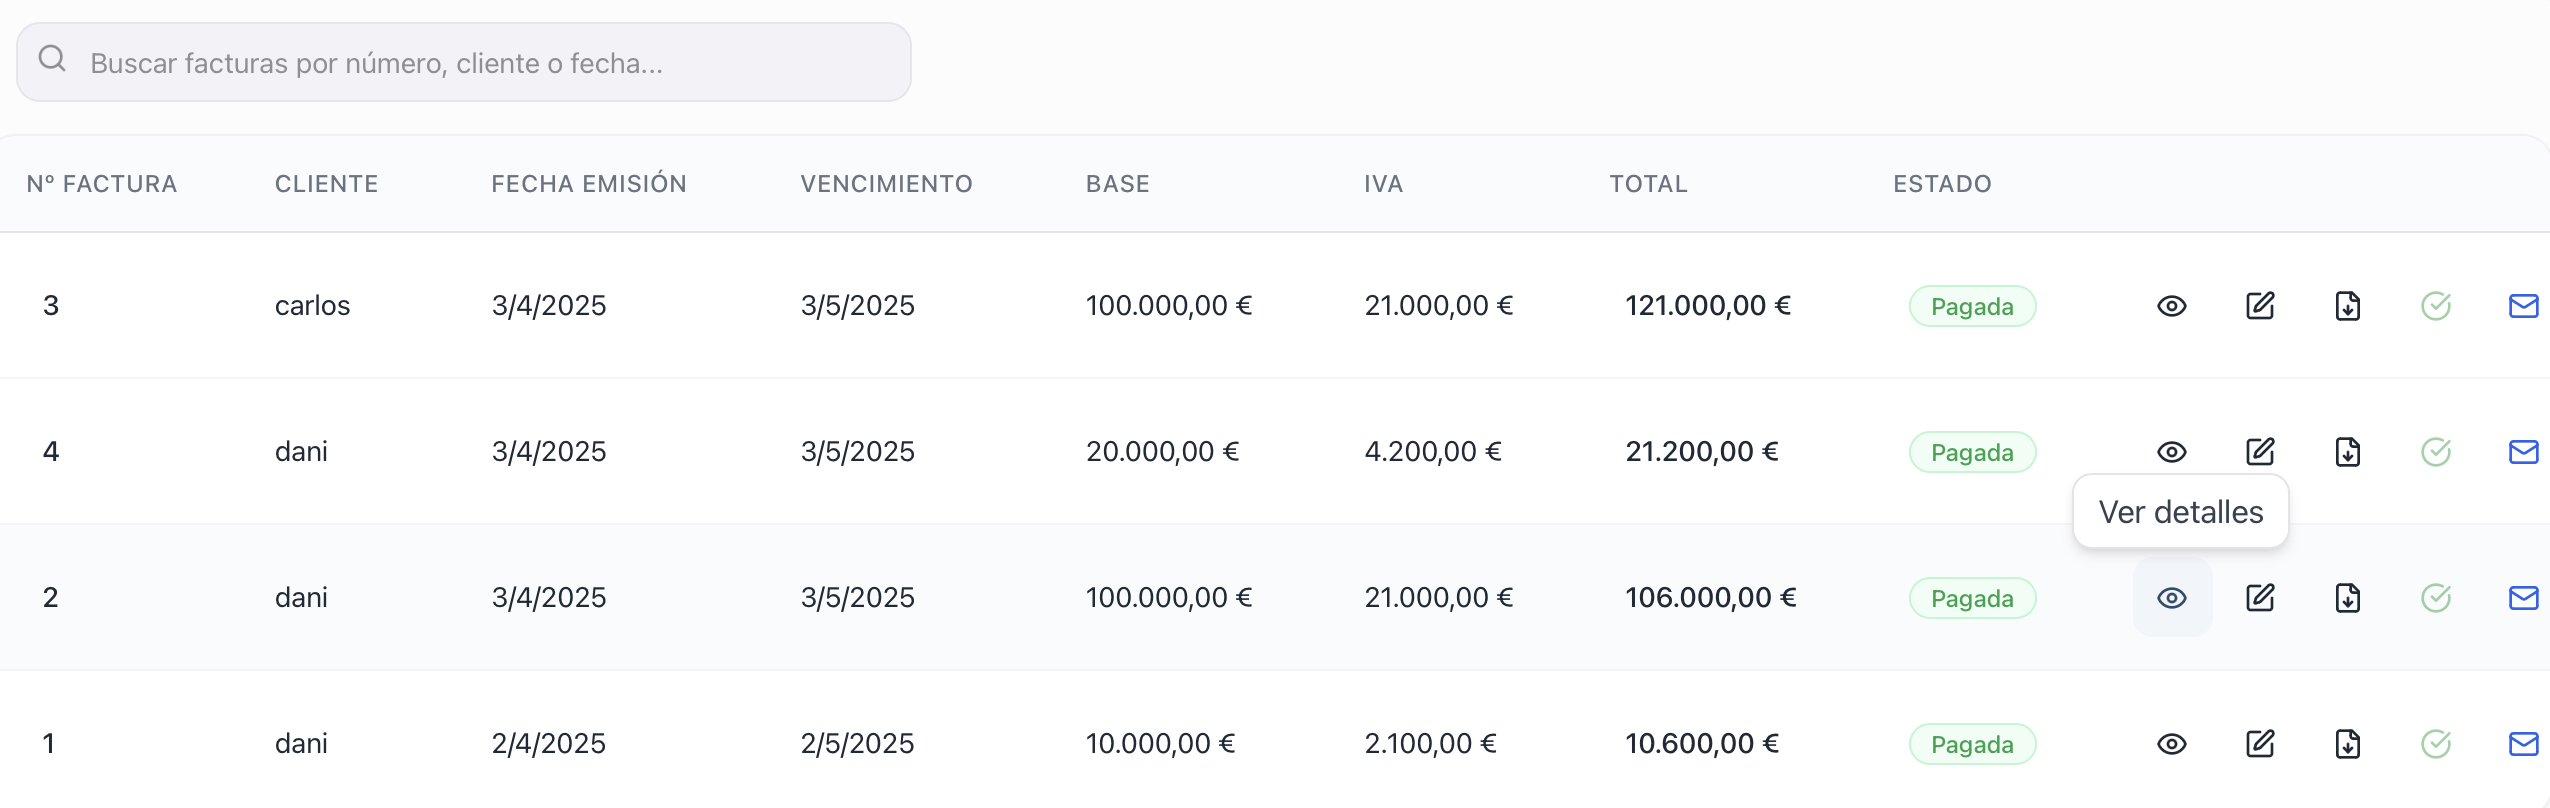 Buscar facturas por número, cliente o fecha...
Nº FACTURA CLIENTE FECHA EMISIÓN VENCIMIENTO BASE IVA TOTAL ESTADO
3 carlos 3/4/2025 3/5/2025 100.000,00 € 21.000,00 € 121.000,00 € Pagada
4 dani 3/4/2025 3/5/2025 20.000,00 € 4.200,00 € 21.200,00 € Pagada
Ver detalles
2 dani 3/4/2025 3/5/2025 100.000,00 € 21.000,00 € 106.000,00 € Pagada
1 dani 2/4/2025 2/5/2025 10.000,00 € 2.100,00 € 10.600,00 € Pagada